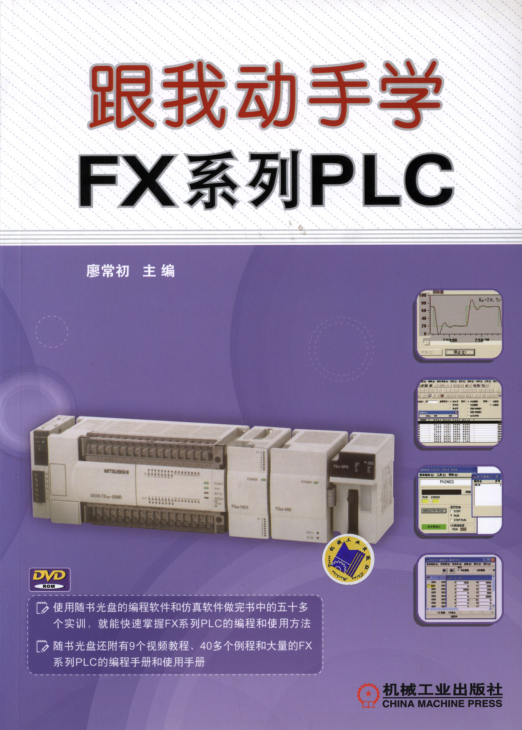 跟我动手学
FX系列PLC
廖常初 主编
MITSUBISHI
DVD
ROM
使用随书光盘的编程软件和仿真软件做完书中的五十多
个实训，就能快速掌握FX系列PLC的编程和使用方法
随书光盘还附有9个视频教程、40多个例程和大量的FX
系列PLC的编程手册和使用手册
机械工业出版社
CHINA MACHINE PRESS